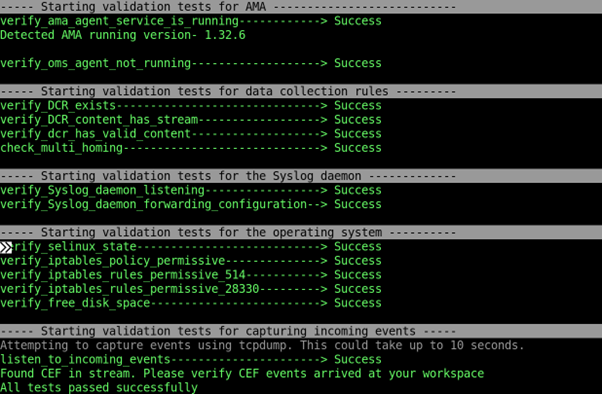 ----- Starting validation tests for AMA ---------------------------
verify_ama_agent_service_is_running------------> Success
Detected AMA running version- 1.32.6
verify_oms_agent_not_running-------------------> Success
----- Starting validation tests for data collection rules ---------
verify_DCR_exists------------------------------> Success
verify_DCR_content_has_stream------------------> Success
verify_dcr_has_valid_content-------------------> Success
check_multi_homing-----------------------------> Success
----- Starting validation tests for the Syslog daemon --------------
verify_Syslog_daemon_listening-----------------> Success
verify_Syslog_daemon_forwarding_configuration--> Success
----- Starting validation tests for the operating system ----------
rify_selinux_state---------------------------> Success
verify_iptables_policy_permissive--------------> Success
verify_iptables_rules_permissive_514-----------> Success
verify_iptables_rules_permissive_28330---------> Success
verify_free_disk_space-------------------------> Success
----- Starting validation tests for capturing incoming events -----
Attempting to capture events using tcpdump. This could take up to 10 seconds.
listen_to_incoming_events----------------------> Success
Found CEF in stream. Please verify CEF events arrived at your workspace
All tests passed successfully